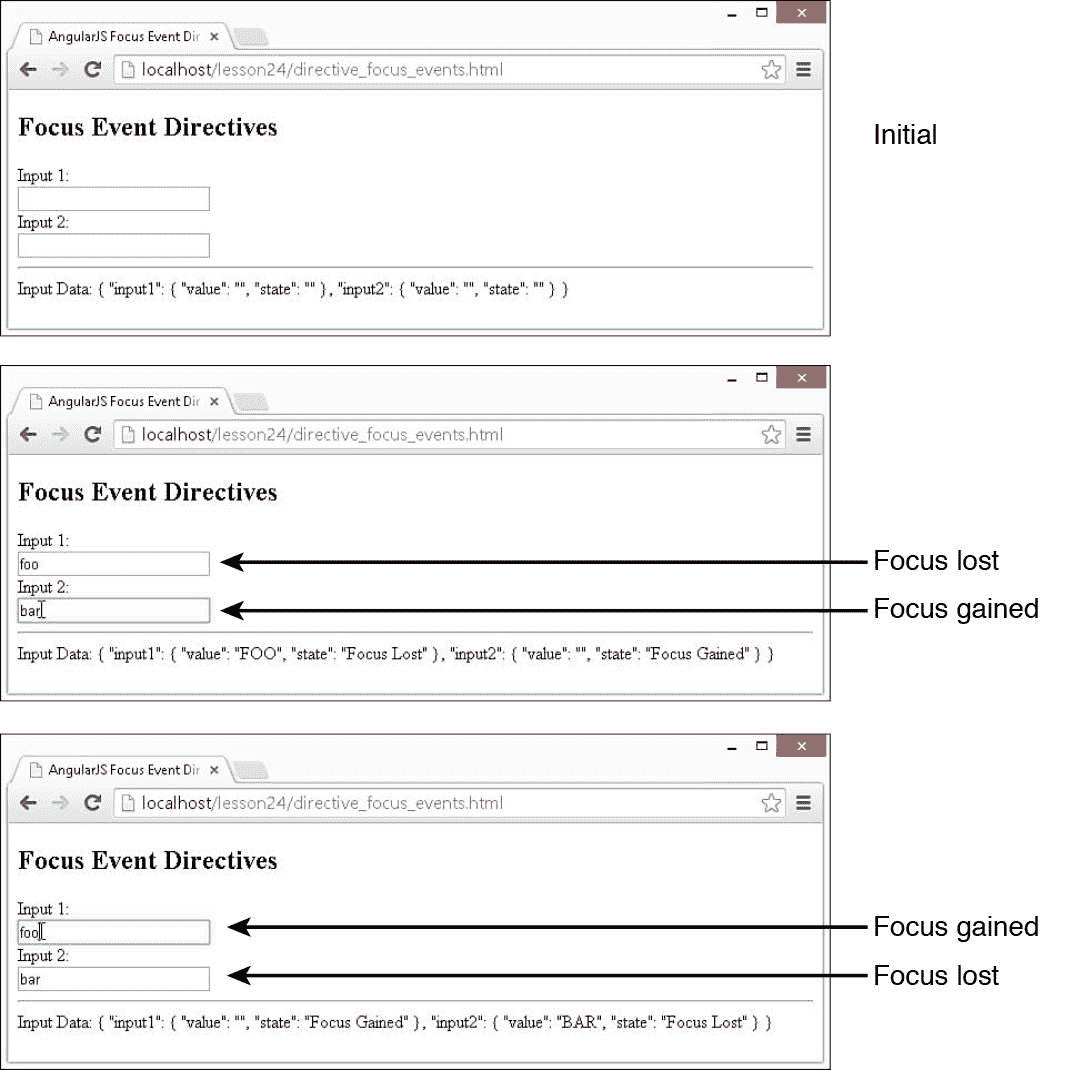 AngularJS Focus Event Dir
localhost/lesson24/directive_focus_events.html
Focus Event Directives
Initial
Input 1:
Input 2:
Input Data: { "input1": { "value": "", "state": "" }, "input2": { "value": "", "state": "" } }
AngularJS Focus Event Dir
localhost/lesson24/directive_focus_events.html
Focus Event Directives
Input 1:
foo
Focus lost
Input 2:
bar
Focus gained
Input Data: { "input1": { "value": "FOO", "state": "Focus Lost" }, "input2": { "value": "", "state": "Focus Gained" } }
AngularJS Focus Event Dir
localhost/lesson24/directive_focus_events.html
Focus Event Directives
Input 1:
foo
Focus gained
Input 2:
bar
Focus lost
Input Data: { "input1": { "value": "", "state": "Focus Gained" }, "input2": { "value": "BAR", "state": "Focus Lost" } }